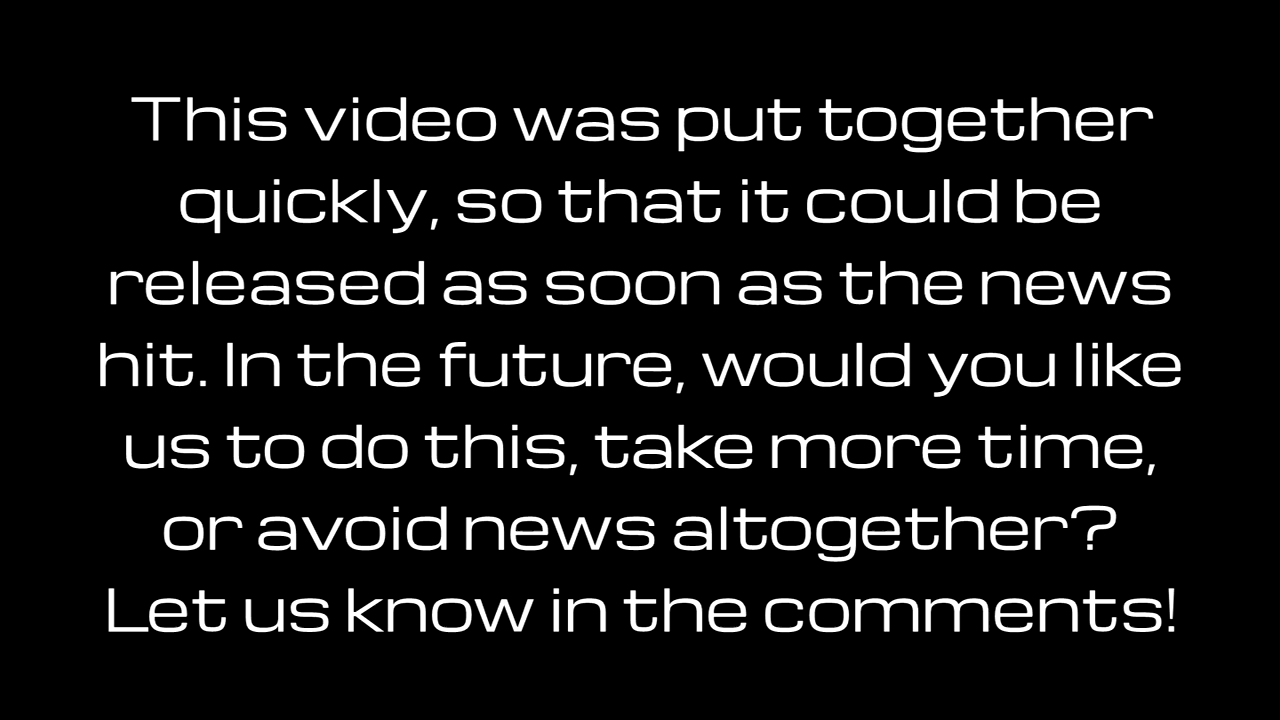 This video was put together
quickly, so that it could be
released as soon as the news
hit. In the future, would you like
us to do this, take more time,
or avoid news altogether?
Let us know in the comments!